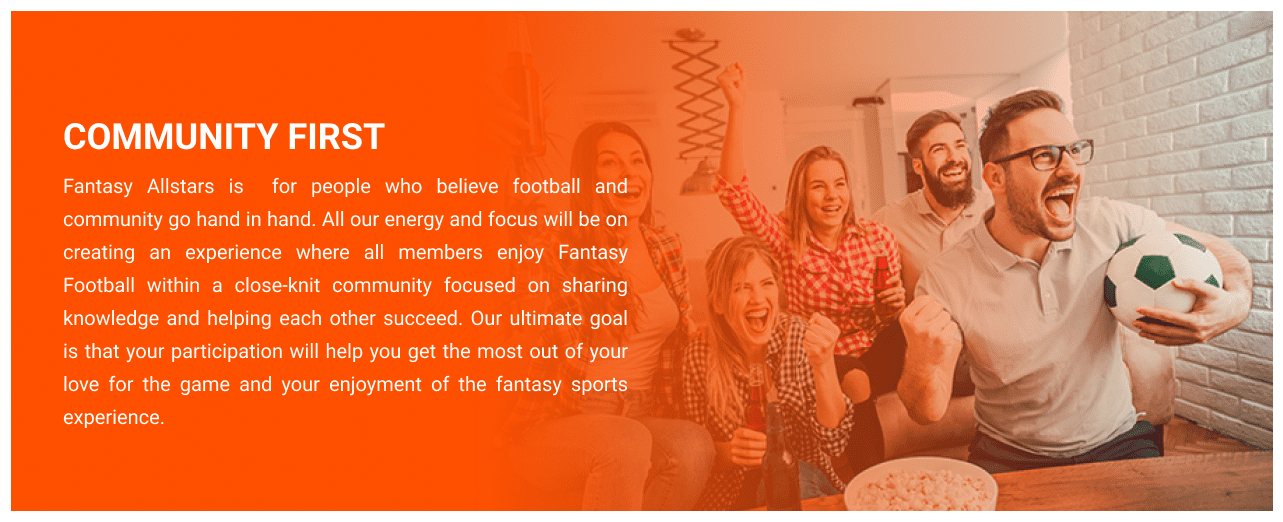 COMMUNITY FIRST
Fantasy Allstars is for people who believe football and
community go hand in hand. All our energy and focus will be on
creating an experience where all members enjoy Fantasy
Football within a close-knit community focused on sharing
knowledge and helping each other succeed. Our ultimate goal
is that your participation will help you get the most out of your
love for the game and your enjoyment of the fantasy sports
experience.